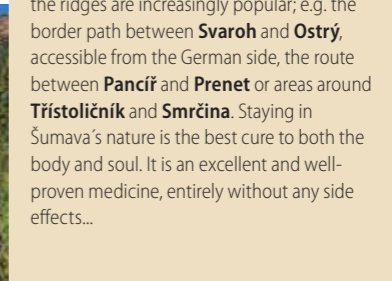 the ridges are increasingly popular; e.g. the
border path between Svaroh and Ostrý,
accessible from the German side, the route
between Pancíř and Prenet or areas around
Třístoličník and Smrčina. Staying in
Šumava´s nature is the best cure to both the
body and soul. It is an excellent and well-
proven medicine, entirely without any side
effects...